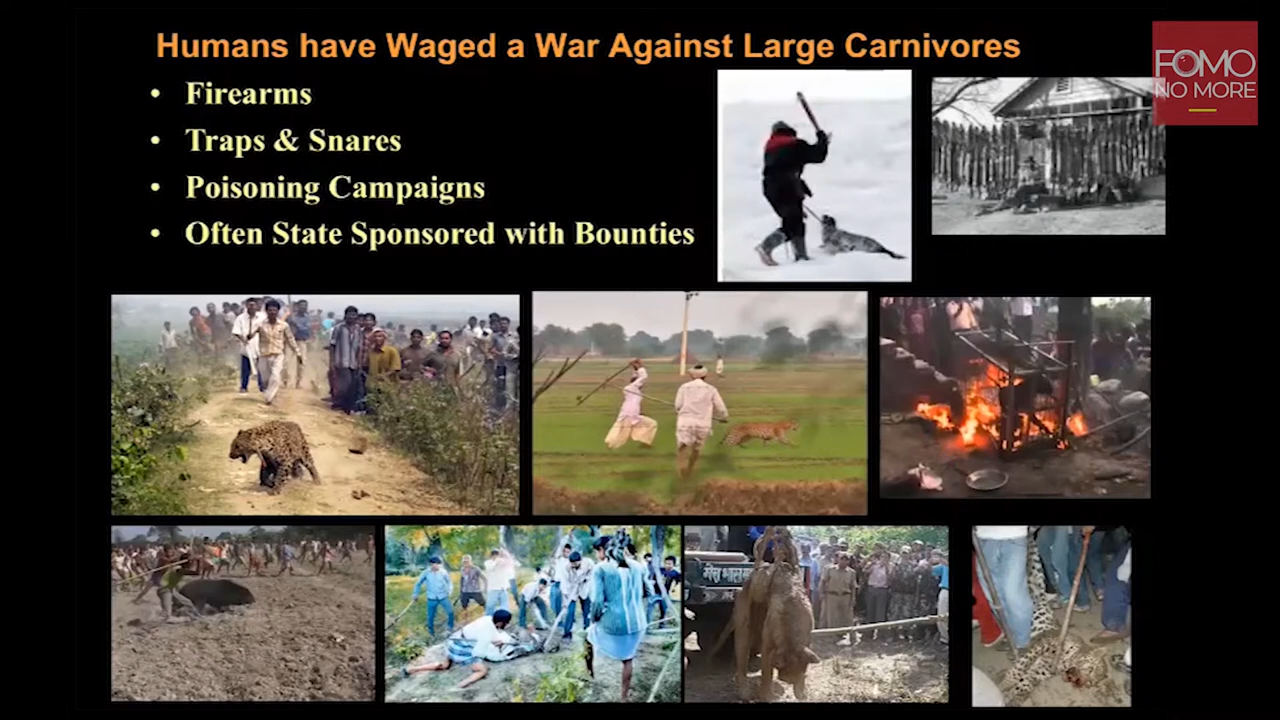 Humans have Waged a War Against Large Carnivores
• Firearms
• Traps & Snares
• Poisoning Campaigns
• Often State Sponsored with Bounties
FOMO
NO MORE